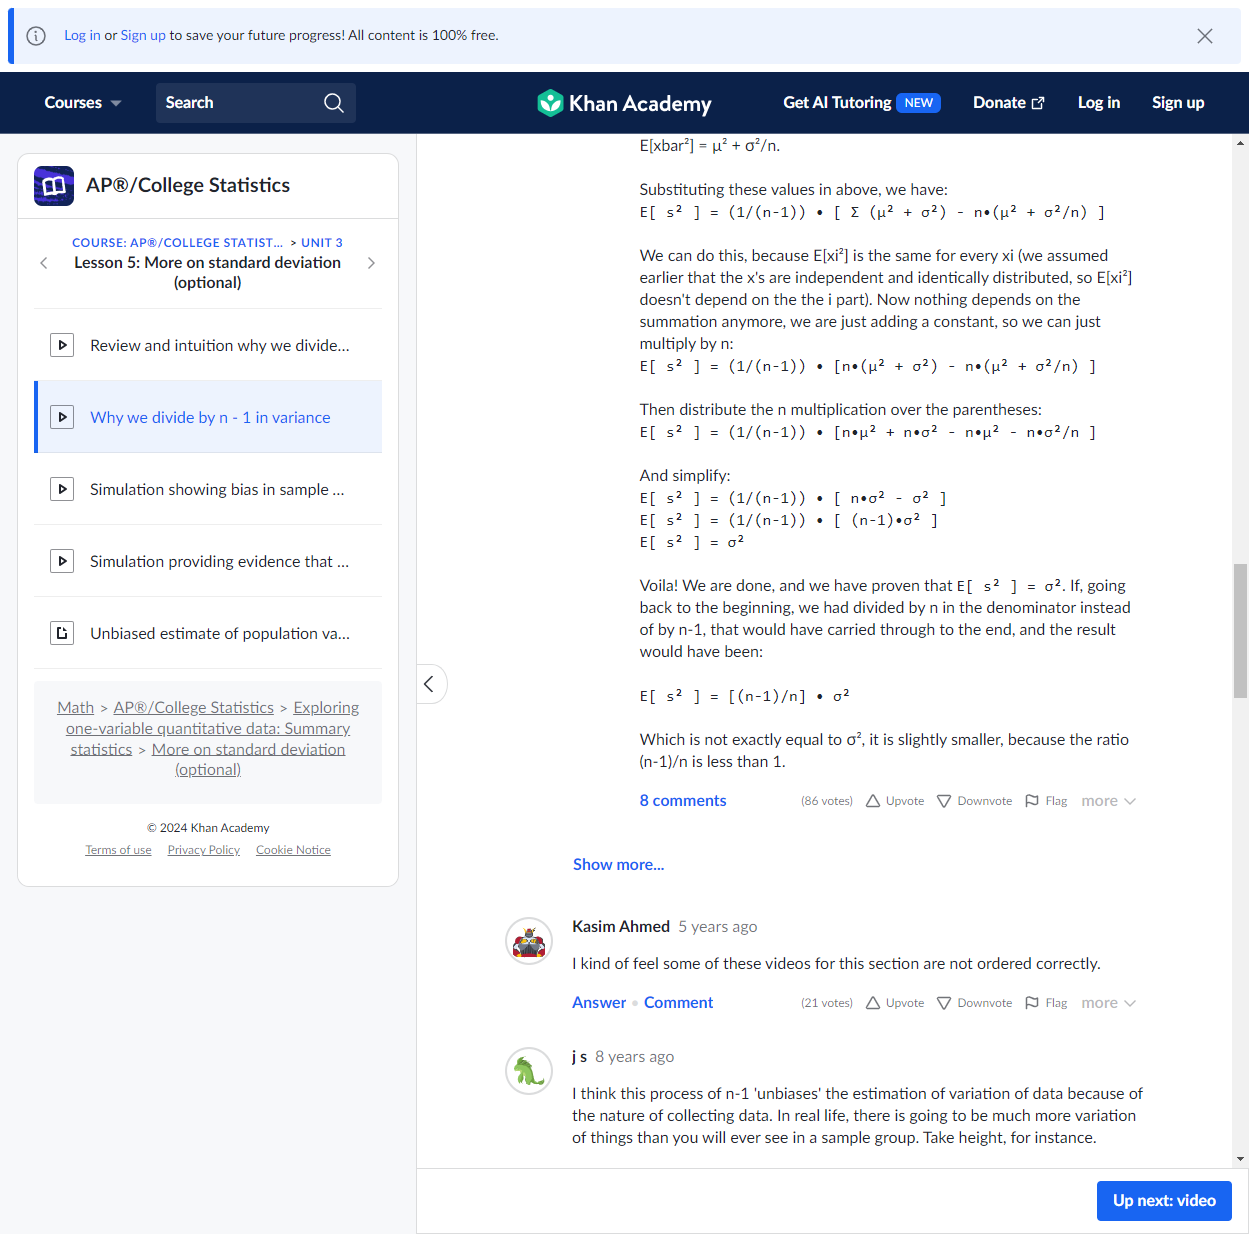 Log in or Sign up to save your future progress! All content is 100% free.
Courses
Search
Khan Academy
Get AI Tutoring NEW
Donate
Log in
Sign up
AP®/College Statistics
COURSE: AP®/COLLEGE STATIST... > UNIT 3
Lesson 5: More on standard deviation
(optional)
Review and intuition why we divide...
Why we divide by n - 1 in variance
Simulation showing bias in sample ...
Simulation providing evidence that ...
Unbiased estimate of population va...
Math > AP®/College Statistics > Exploring
one-variable quantitative data: Summary
statistics > More on standard deviation
(optional)
© 2024 Khan Academy
Terms of use Privacy Policy Cookie Notice
E[xbar²] = μ² + σ²/n.
Substituting these values in above, we have:
E[ s² ] = (1/(n-1)) • [ Σ (μ² + σ²) - n•(μ² + σ²/n) ]
We can do this, because E[xi²] is the same for every xi (we assumed
earlier that the x's are independent and identically distributed, so E[xi²]
doesn't depend on the the i part). Now nothing depends on the
summation anymore, we are just adding a constant, so we can just
multiply by n:
E[ s² ] = (1/(n-1)) • [n•(μ² + σ²) - n•(μ² + σ²/n) ]
Then distribute the n multiplication over the parentheses:
E[ s² ] = (1/(n-1)) • [n•μ² + n•σ² - n•μ² - n•σ²/n ]
And simplify:
E[ s² ] = (1/(n-1)) • [ n•σ² - σ² ]
E[ s² ] = (1/(n-1)) • [ (n-1)•σ² ]
E[ s² ] = σ²
Voila! We are done, and we have proven that E[ s² ] = σ². If, going
back to the beginning, we had divided by n in the denominator instead
of by n-1, that would have carried through to the end, and the result
would have been:
E[ s² ] = [(n-1)/n] • σ²
Which is not exactly equal to σ², it is slightly smaller, because the ratio
(n-1)/n is less than 1.
8 comments (86 votes) Upvote Downvote Flag more
Show more...
Kasim Ahmed 5 years ago
I kind of feel some of these videos for this section are not ordered correctly.
Answer • Comment (21 votes) Upvote Downvote Flag more
j s 8 years ago
I think this process of n-1 'unbiases' the estimation of variation of data because of
the nature of collecting data. In real life, there is going to be much more variation
of things than you will ever see in a sample group. Take height, for instance.
Up next: video